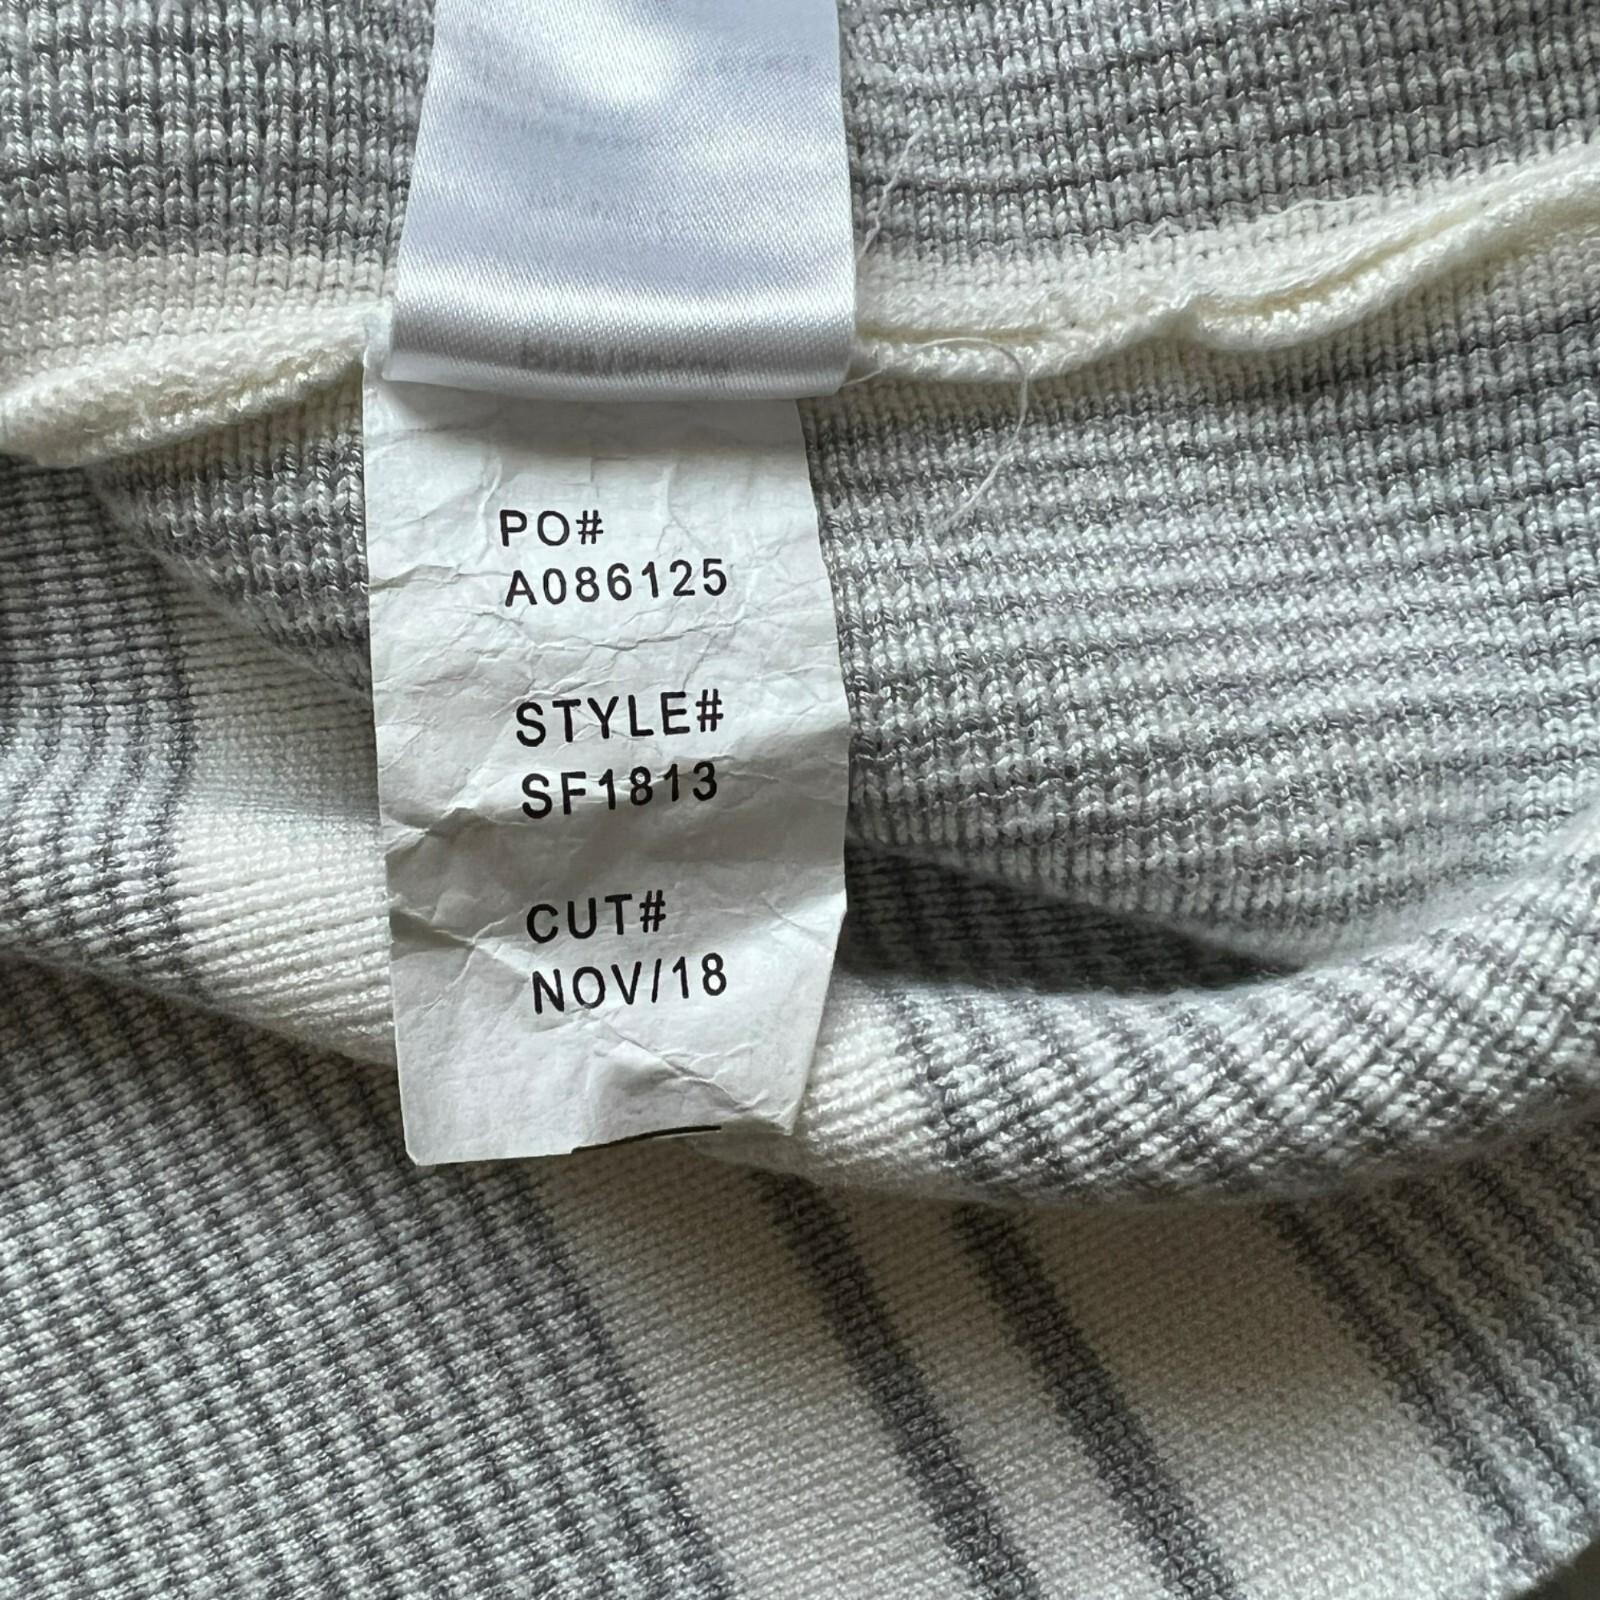 PO#
A086125
STYLE#
SF1813
CUT#
NOV/18